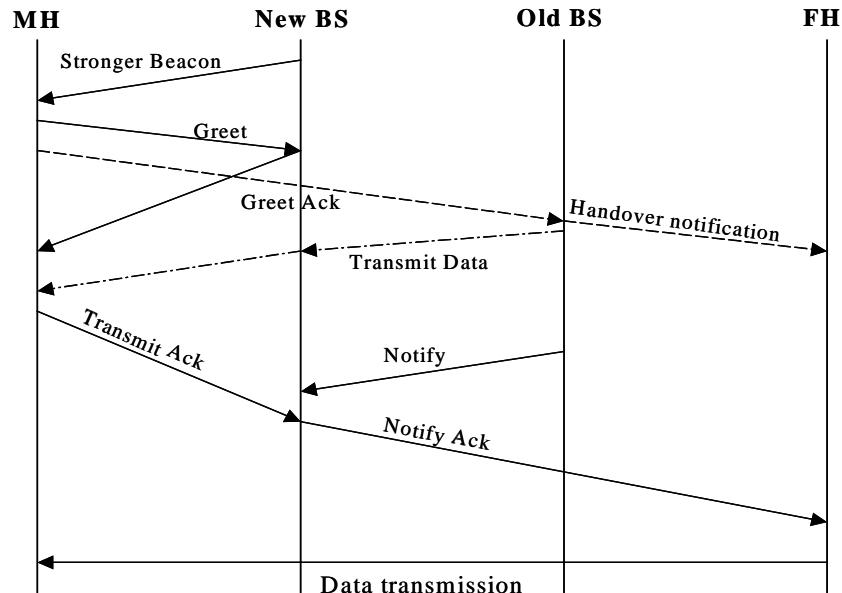 MH New BS Old BS FH
Stronger Beacon
Greet
Greet Ack
Handover notification
Transmit Data
Transmit Ack
Notify
Notify Ack
Data transmission